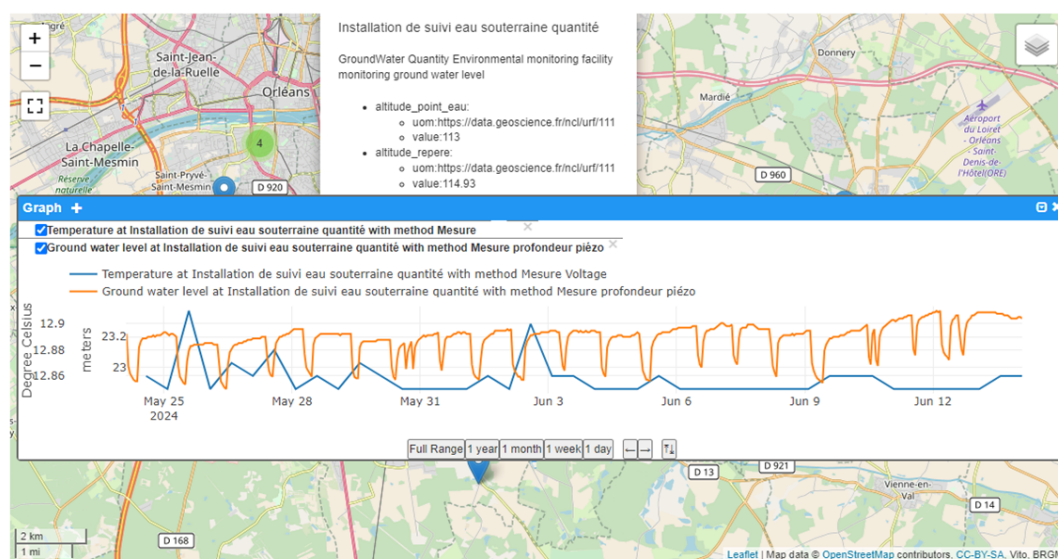 +
−
Saint-Jean-
de-la-Ruelle
Orléans
La Chapelle-
Saint-Mesmin
Saint-Pryvé-
Saint-Mesmin
Réserve
naturelle
4
D 920
Installation de suivi eau souterraine quantité
GroundWater Quantity Environmental monitoring facility
monitoring ground water level
• altitude_point_eau:
uom:https://data.geoscience.fr/ncl/urf/111
value:113
• altitude_repere:
uom:https://data.geoscience.fr/ncl/urf/111
value:114.93
Donnery
Mardié
Aéroport
du Loiret
- Orléans
- Saint-
Denis-de-
l'Hôtel(ORE)
D 960
Graph +
Temperature at Installation de suivi eau souterraine quantité with method Mesure
Ground water level at Installation de suivi eau souterraine quantité with method Mesure profondeur piézo
Temperature at Installation de suivi eau souterraine quantité with method Mesure Voltage
Ground water level at Installation de suivi eau souterraine quantité with method Mesure profondeur piézo
Degree Celsius
12.9
12.88
12.86
meters
23.2
23
May 25
2024
May 28
May 31
Jun 3
Jun 6
Jun 9
Jun 12
Full Range 1 year 1 month 1 week 1 day ← →
D 13
D 921
Vienne-en-
Val
D 14
D 168
2 km
1 mi
Leaflet | Map data © OpenStreetMap contributors, CC-BY-SA, Vito, BRGM